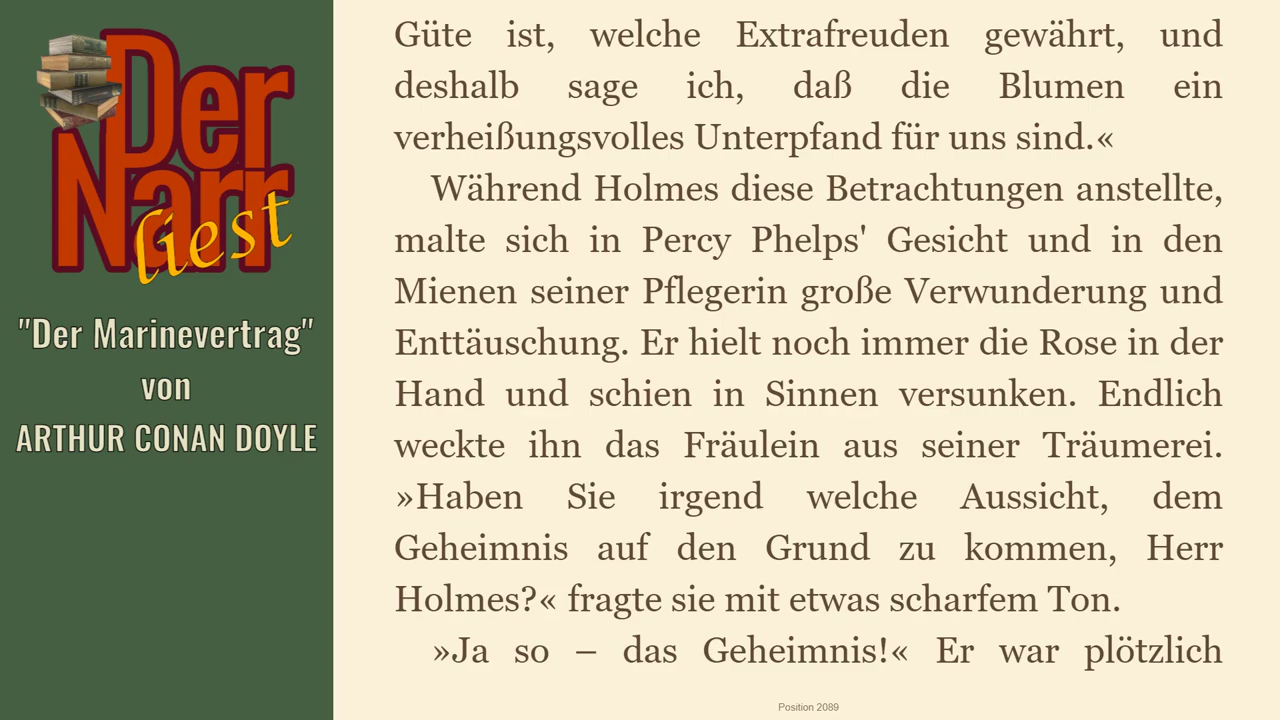 Der
Narr
liest
"Der Marinevertrag"
von
ARTHUR CONAN DOYLE
Güte ist, welche Extrafreuden gewährt, und
deshalb sage ich, daß die Blumen ein
verheißungsvolles Unterpfand für uns sind.«
Während Holmes diese Betrachtungen anstellte,
malte sich in Percy Phelps' Gesicht und in den
Mienen seiner Pflegerin große Verwunderung und
Enttäuschung. Er hielt noch immer die Rose in der
Hand und schien in Sinnen versunken. Endlich
weckte ihn das Fräulein aus seiner Träumerei.
»Haben Sie irgend welche Aussicht, dem
Geheimnis auf den Grund zu kommen, Herr
Holmes?« fragte sie mit etwas scharfem Ton.
»Ja so – das Geheimnis!« Er war plötzlich
Position 2089